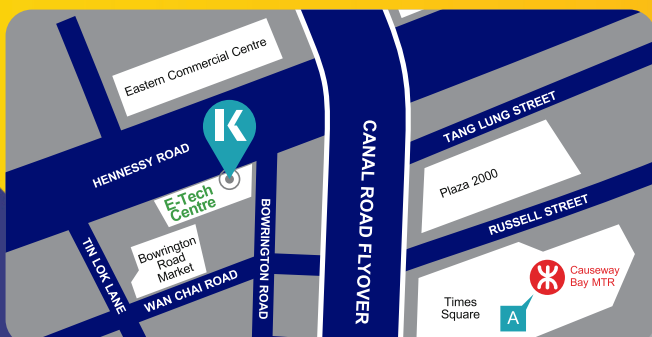 Eastern Commercial Centre
K
HENNESSY ROAD
E-Tech
Centre
TIN LOK LANE
Bowrington
Road
Market
WAN CHAI ROAD
BOWRINGTON ROAD
CANAL ROAD FLYOVER
TANG LUNG STREET
Plaza 2000
RUSSELL STREET
Causeway
Bay MTR
Times
Square
A